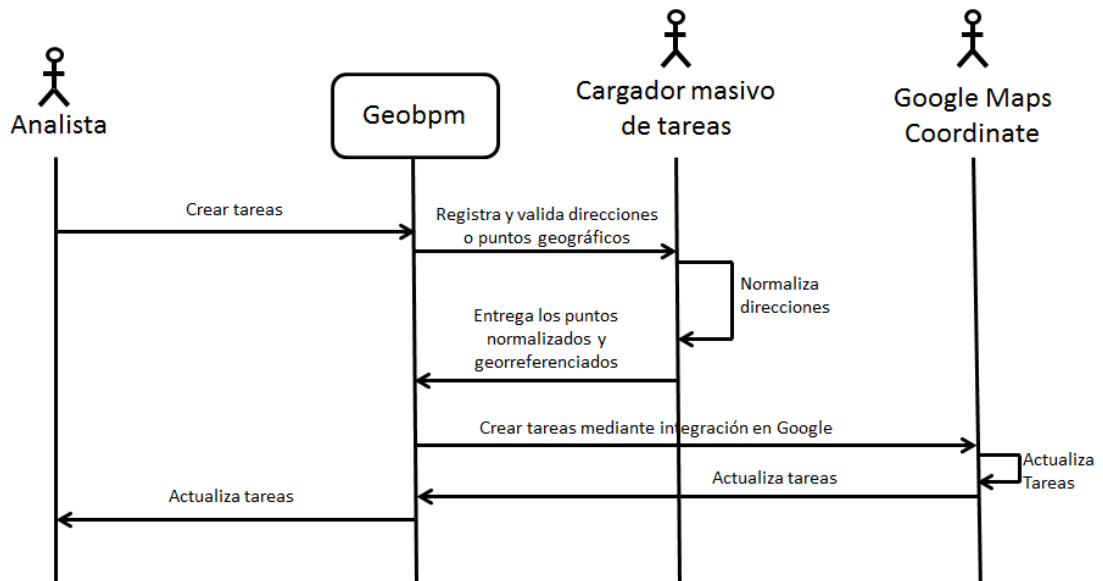 Analista
Geobpm
Cargador masivo
de tareas
Google Maps
Coordinate
Crear tareas
Registra y valida direcciones
o puntos geográficos
Normaliza
direcciones
Entrega los puntos
normalizados y
georreferenciados
Crear tareas mediante integración en Google
Actualiza
Tareas
Actualiza tareas
Actualiza tareas